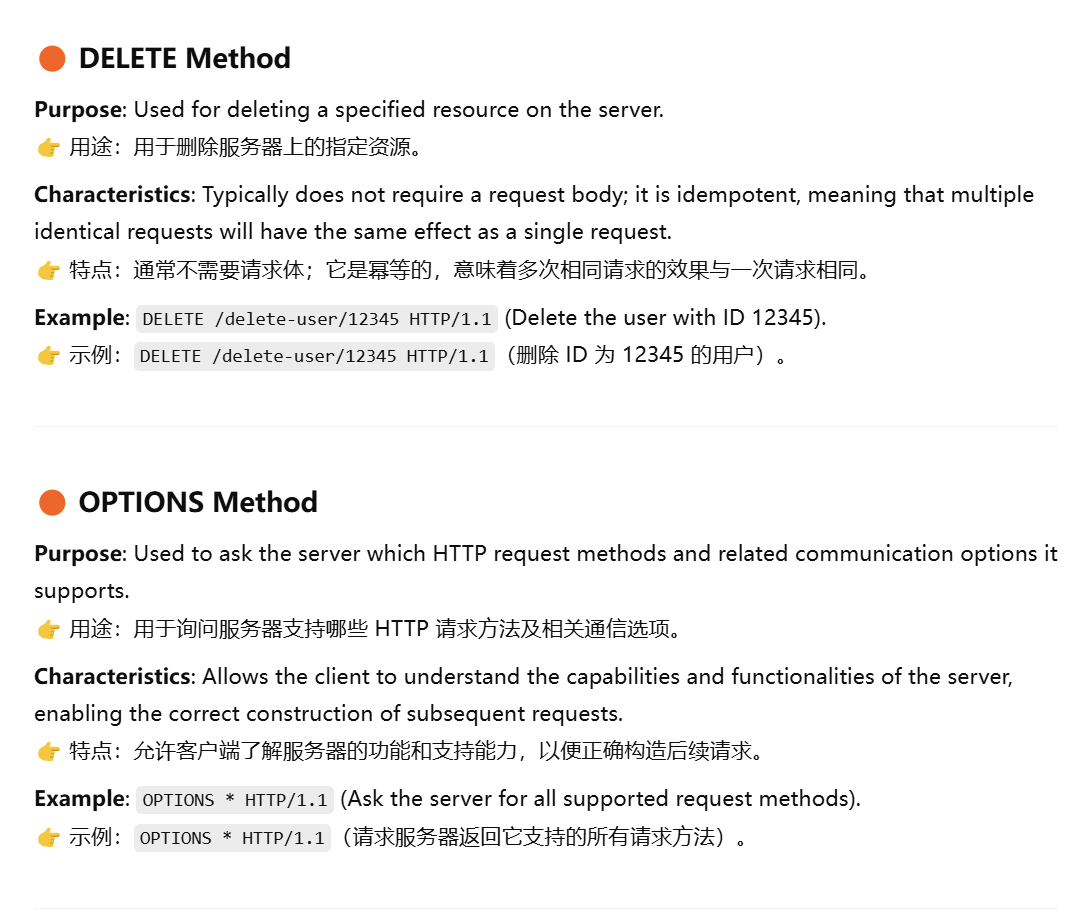 DELETE Method
Purpose: Used for deleting a specified resource on the server.
用途：用于删除服务器上的指定资源。
Characteristics: Typically does not require a request body; it is idempotent, meaning that multiple
identical requests will have the same effect as a single request.
特点：通常不需要请求体；它是幂等的，意味着多次相同请求的效果与一次请求相同。
Example: DELETE /delete-user/12345 HTTP/1.1 (Delete the user with ID 12345).
示例：DELETE /delete-user/12345 HTTP/1.1（删除 ID 为 12345 的用户）。
OPTIONS Method
Purpose: Used to ask the server which HTTP request methods and related communication options it
supports.
用途：用于询问服务器支持哪些 HTTP 请求方法及相关通信选项。
Characteristics: Allows the client to understand the capabilities and functionalities of the server,
enabling the correct construction of subsequent requests.
特点：允许客户端了解服务器的功能和支持能力，以便正确构造后续请求。
Example: OPTIONS * HTTP/1.1 (Ask the server for all supported request methods).
示例：OPTIONS * HTTP/1.1（请求服务器返回它支持的所有请求方法）。